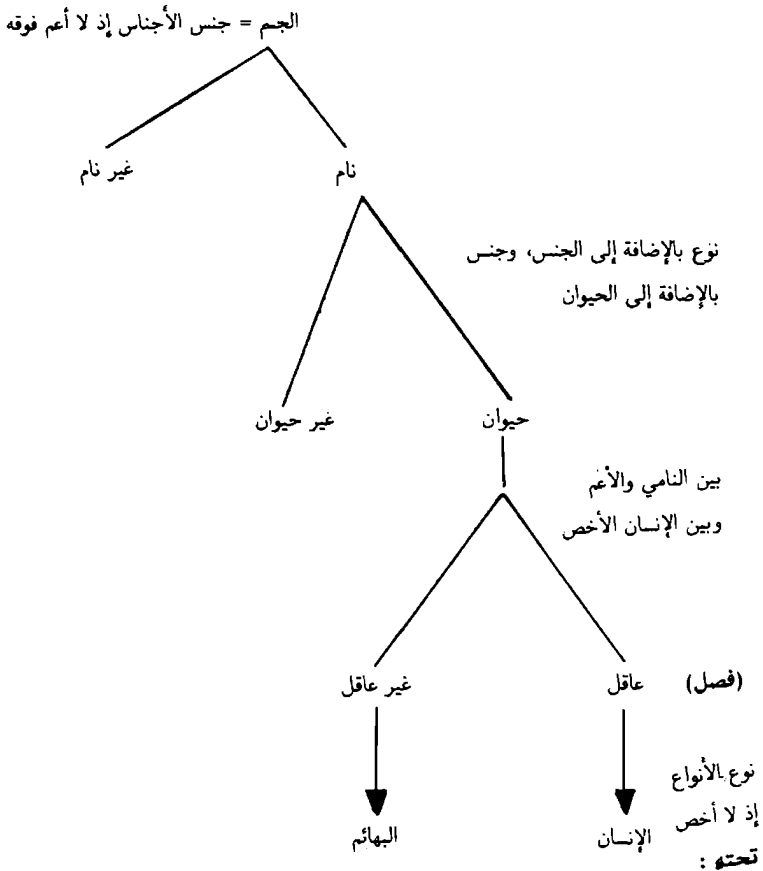 الجسم = جنس الأجناس إذ لا أعم فوقه
نام
غير نام
نوع بالإضافة إلى الجنس، وجنس
بالإضافة إلى الحيوان
حيوان
غير حيوان
بين النامي والأعم
وبين الإنسان الأخص
(فصل)
عاقل
غير عاقل
نوع الأنواع
إذ لا أخص
تحته :
الإنسان
البهائم